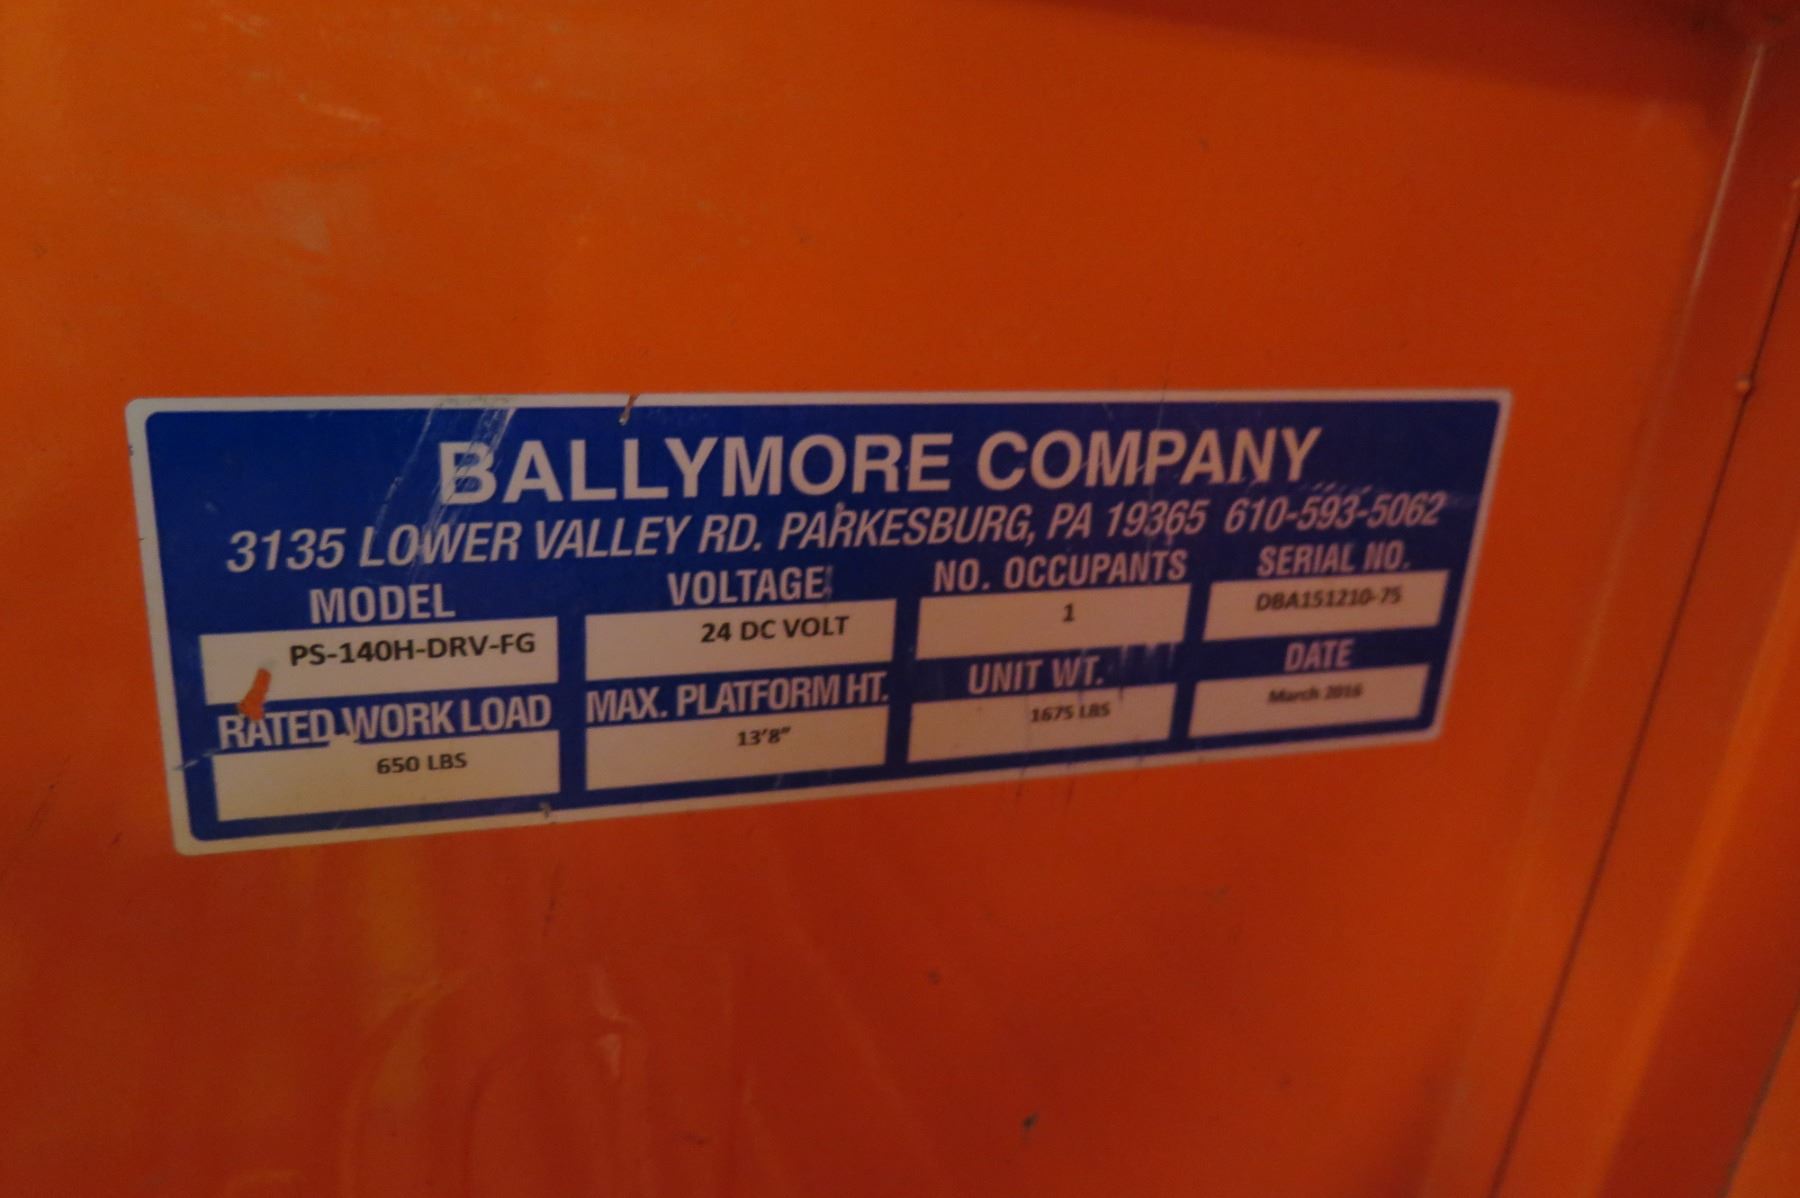 BALLYMORE COMPANY
3135 LOWER VALLEY RD. PARKESBURG, PA 19365 610-593-5062
MODEL VOLTAGE NO. OCCUPANTS SERIAL NO.
PS-140H-DRV-FG 24 DC VOLT 1 DBA151210-75
RATED WORK LOAD MAX. PLATFORM HT. UNIT WT. DATE
650 LBS 13'8" 1675 LBS March 2016